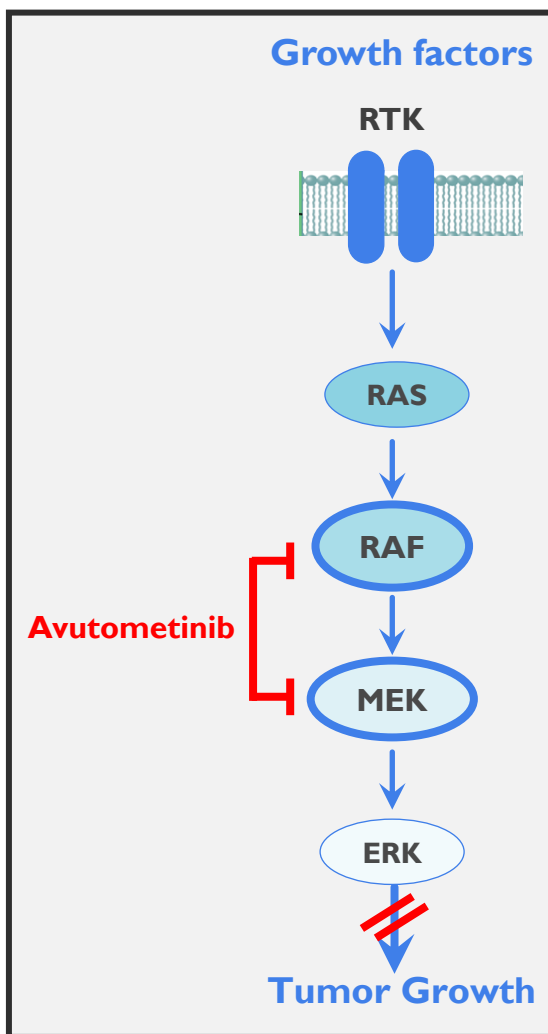 Growth factors
RTK
RAS
RAF
Avutometinib
MEK
ERK
Tumor Growth